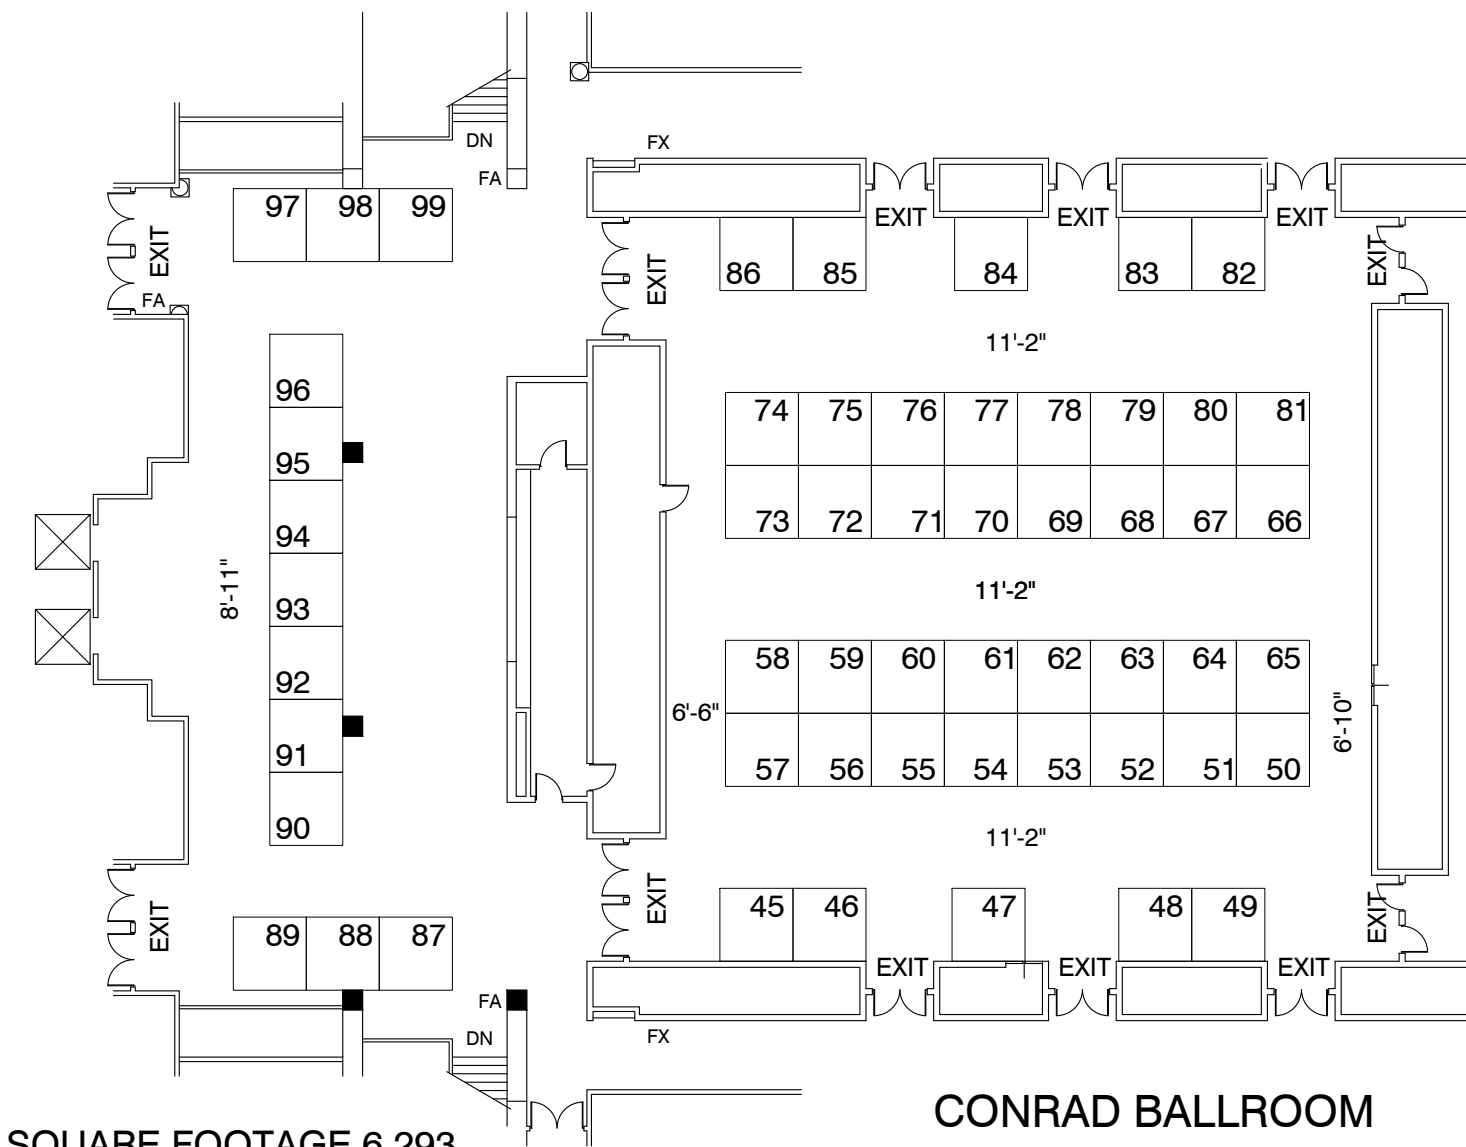 DN
FX
FA
97 98 99
EXIT EXIT EXIT
EXIT
EXIT
EXIT
FA
86 85 84 83 82
11'-2"
96
74 75 76 77 78 79 80 81
95
73 72 71 70 69 68 67 66
94
8'-11"
11'-2"
93
58 59 60 61 62 63 64 65
92
6'-6"
6'-10"
91
57 56 55 54 53 52 51 50
90
11'-2"
45 46 47 48 49
EXIT
EXIT
EXIT
89 88 87
EXIT EXIT EXIT
FA
DN
FX
CONRAD BALLROOM
SQUARE FOOTAGE 6,293